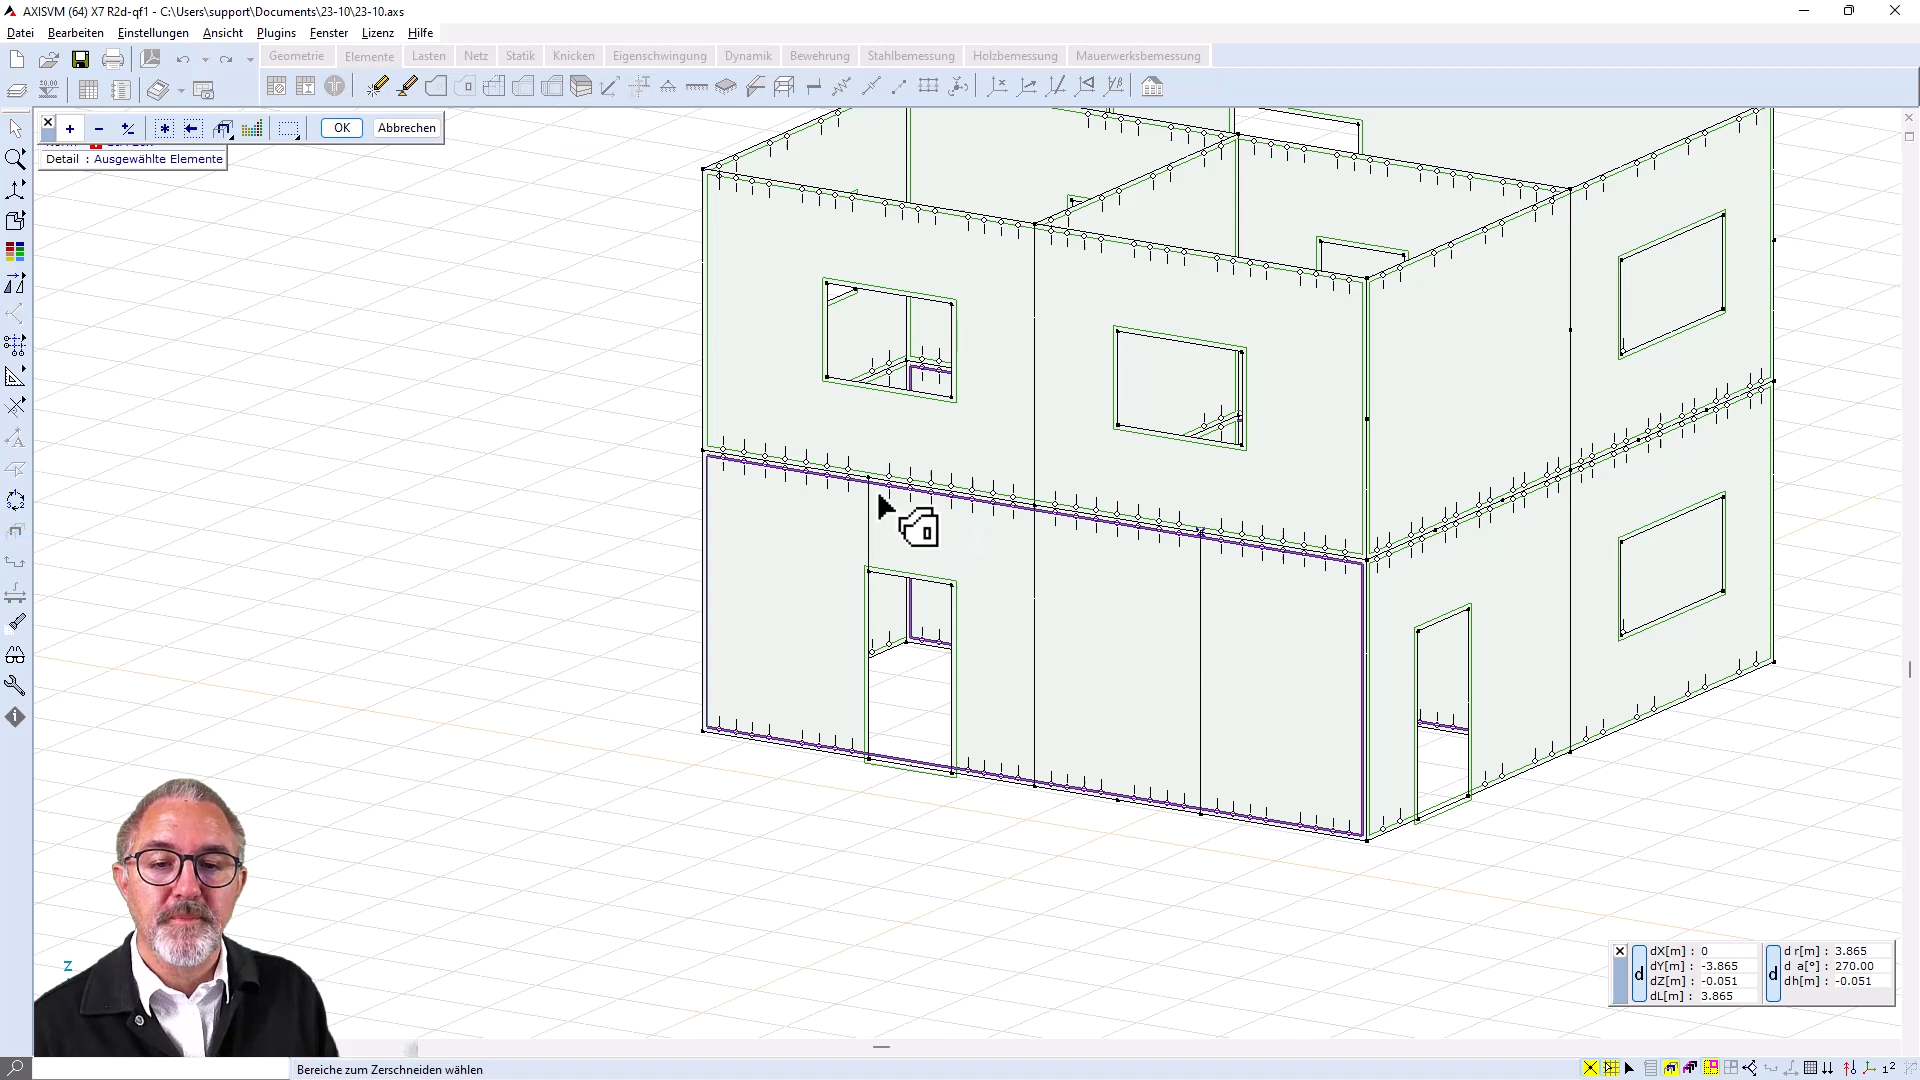 AXISVM (64) X7 R2d-qf1 - C:\Users\support\Documents\23-10\23-10.axs
Datei Bearbeiten Einstellungen Ansicht Plugins Fenster Lizenz Hilfe
Geometrie Elemente Lasten Netz Statik Knicken Eigenschwingung Dynamik Bewehrung Stahlbemessung Holzbemessung Mauerwerksbemessung
OK Abbrechen
Detail : Ausgewählte Elemente
Z
dX[m] : 0
dY[m] : -3.865
dZ[m] : -0.051
dL[m] : 3.865
d
d r[m] : 3.865
d a[°] : 270.00
dh[m] : -0.051
d
Bereiche zum Zerschneiden wählen